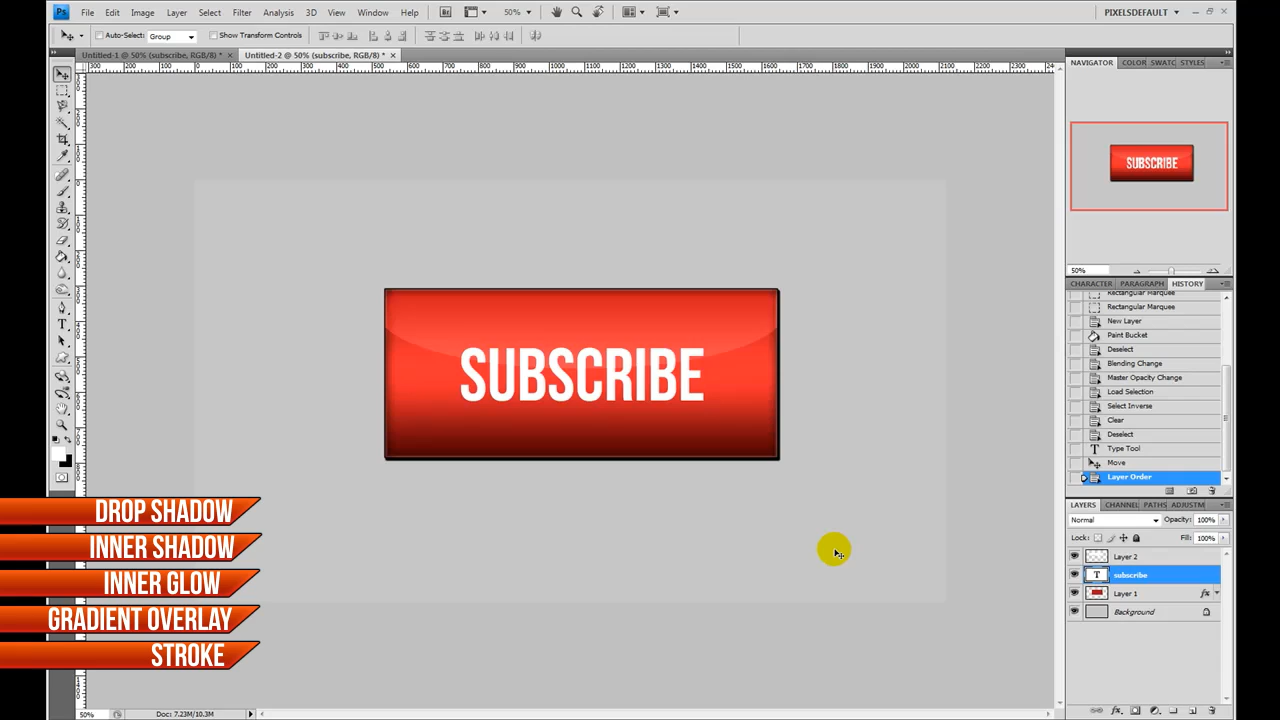 Ps File Edit Image Layer Select Filter Analysis 3D View Window Help Br 50% PIXELSDEFAULT
Auto-Select: Group Show Transform Controls
Untitled-1 @ 50% (subscribe, RGB/8) * × Untitled-2 @ 50% (subscribe, RGB/8) * ×
NAVIGATOR COLOR SWATC STYLES
SUBSCRIBE
50%
CHARACTER PARAGRAPH HISTORY
Rectangular Marquee
Rectangular Marquee
New Layer
Paint Bucket
Deselect
Blending Change
Master Opacity Change
Load Selection
Select Inverse
Clear
Deselect
Type Tool
Move
Layer Order
SUBSCRIBE
LAYERS CHANNEL PATHS ADJUSTM
Normal Opacity: 100%
Lock: Fill: 100%
Layer 2
T subscribe
Layer 1 fx
Background
DROP SHADOW
INNER SHADOW
INNER GLOW
GRADIENT OVERLAY
STROKE
50% Doc: 7.23M/10.3M